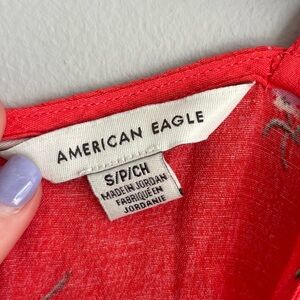 AMERICAN EAGLE
S/P/CH
MADE IN JORDAN
FABRIQUÉ EN
JORDANIE